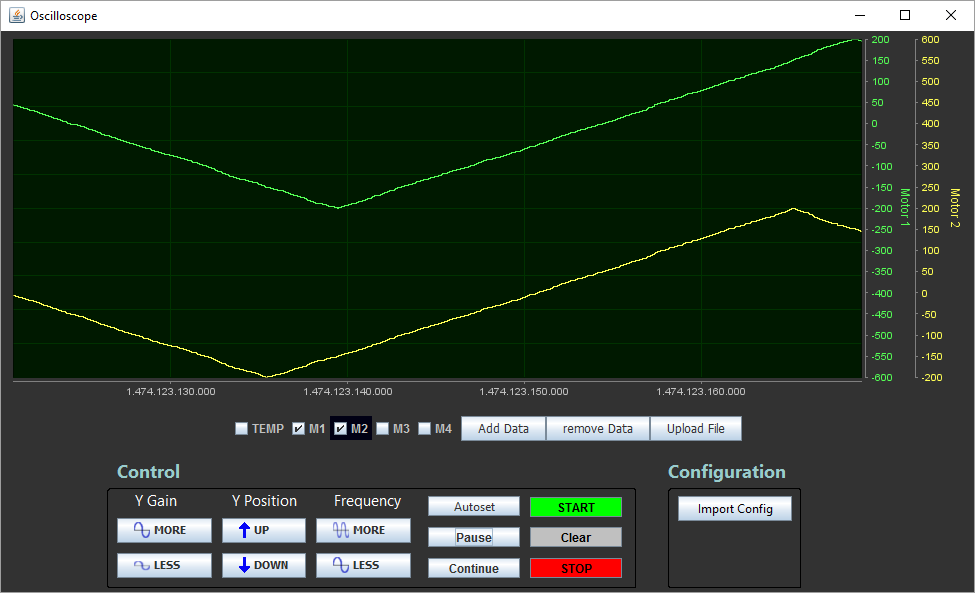 Oscilloscope
200 600
150 550
100 500
50 450
0 400
-50 350
-100 300
-150 250
-200 200
-250 150
-300 100
-350 50
-400 0
-450 -50
-500 -100
-550 -150
-600 -200
Motor 1
Motor 2
1.474.123.130.000 1.474.123.140.000 1.474.123.150.000 1.474.123.160.000
TEMP M1 M2 M3 M4 Add Data remove Data Upload File
Control
Configuration
Y Gain Y Position Frequency
Autoset START
Import Config
MORE UP MORE
Pause Clear
LESS DOWN LESS
Continue STOP